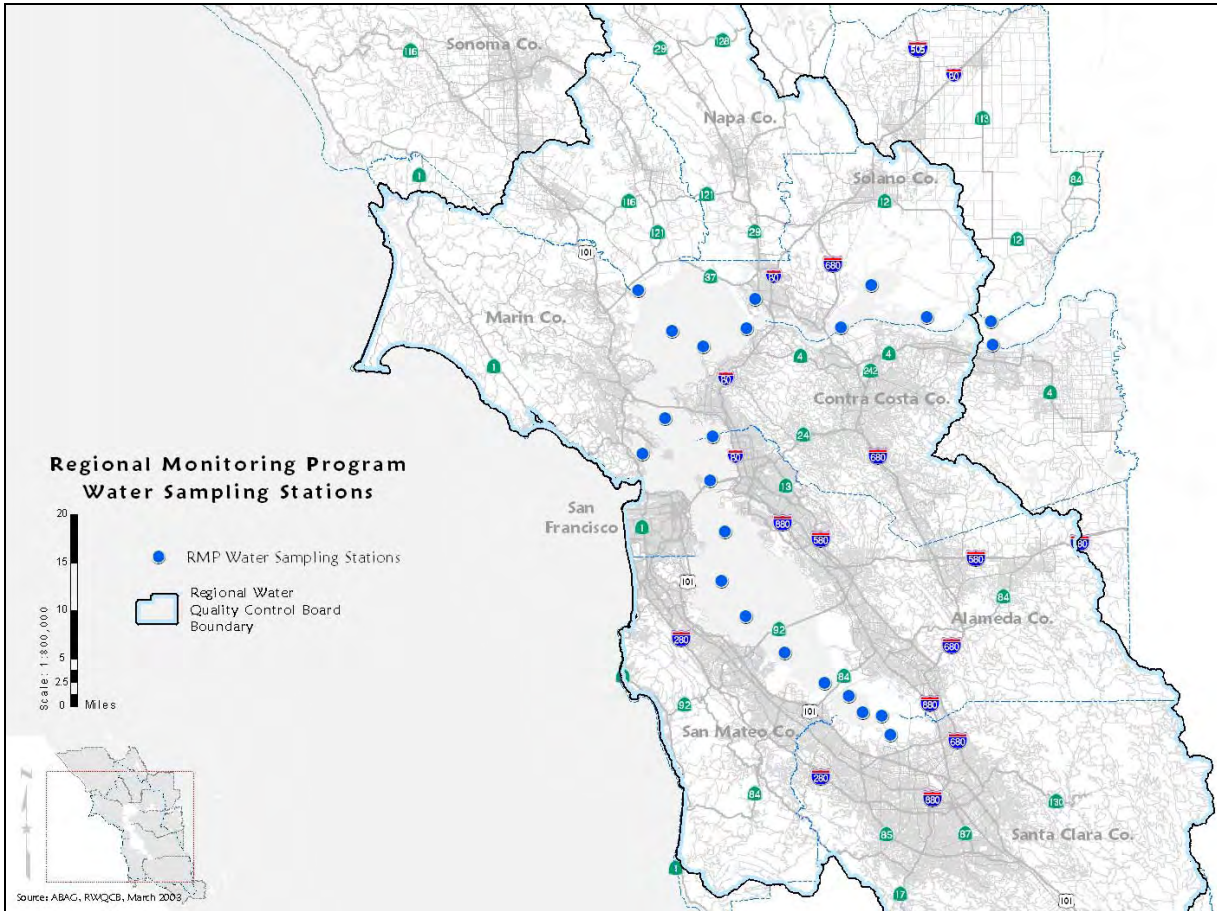 Sonoma Co.
116
29
128
505
80
Napa Co.
113
Solano Co.
84
1
116
121
12
121
29
12
101
680
80
37
Marin Co.
1
4
4
242
80
4
Contra Costa Co.
24
80
680
Regional Monitoring Program
Water Sampling Stations
13
San
Francisco
1
880
580
580
RMP Water Sampling Stations
101
Regional Water
Quality Control Board
Boundary
84
Alameda Co.
92
280
680
84
92
101
880
San Mateo Co.
680
280
84
880
130
Santa Clara Co.
85
87
1
17
101
20
15
10
5
2.5
0 Miles
Scale: 1:800,000
N
Source: ABAG, RWQCB, March 2003